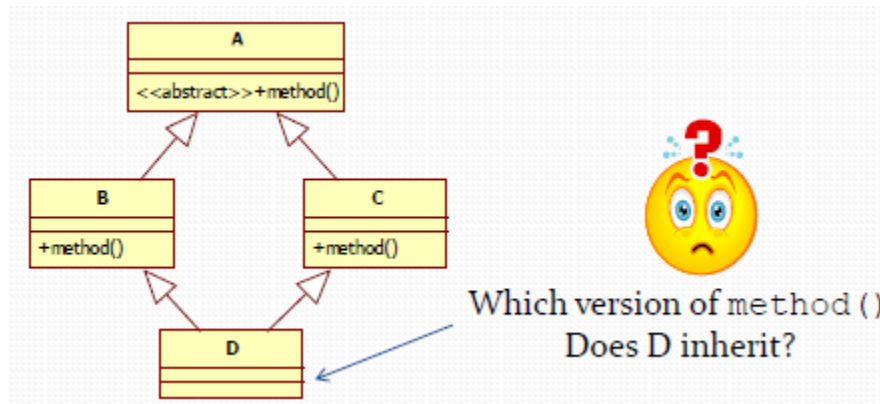 A
<<abstract>>+method()
B
C
+method()
+method()
D
Which version of method()
Does D inherit?